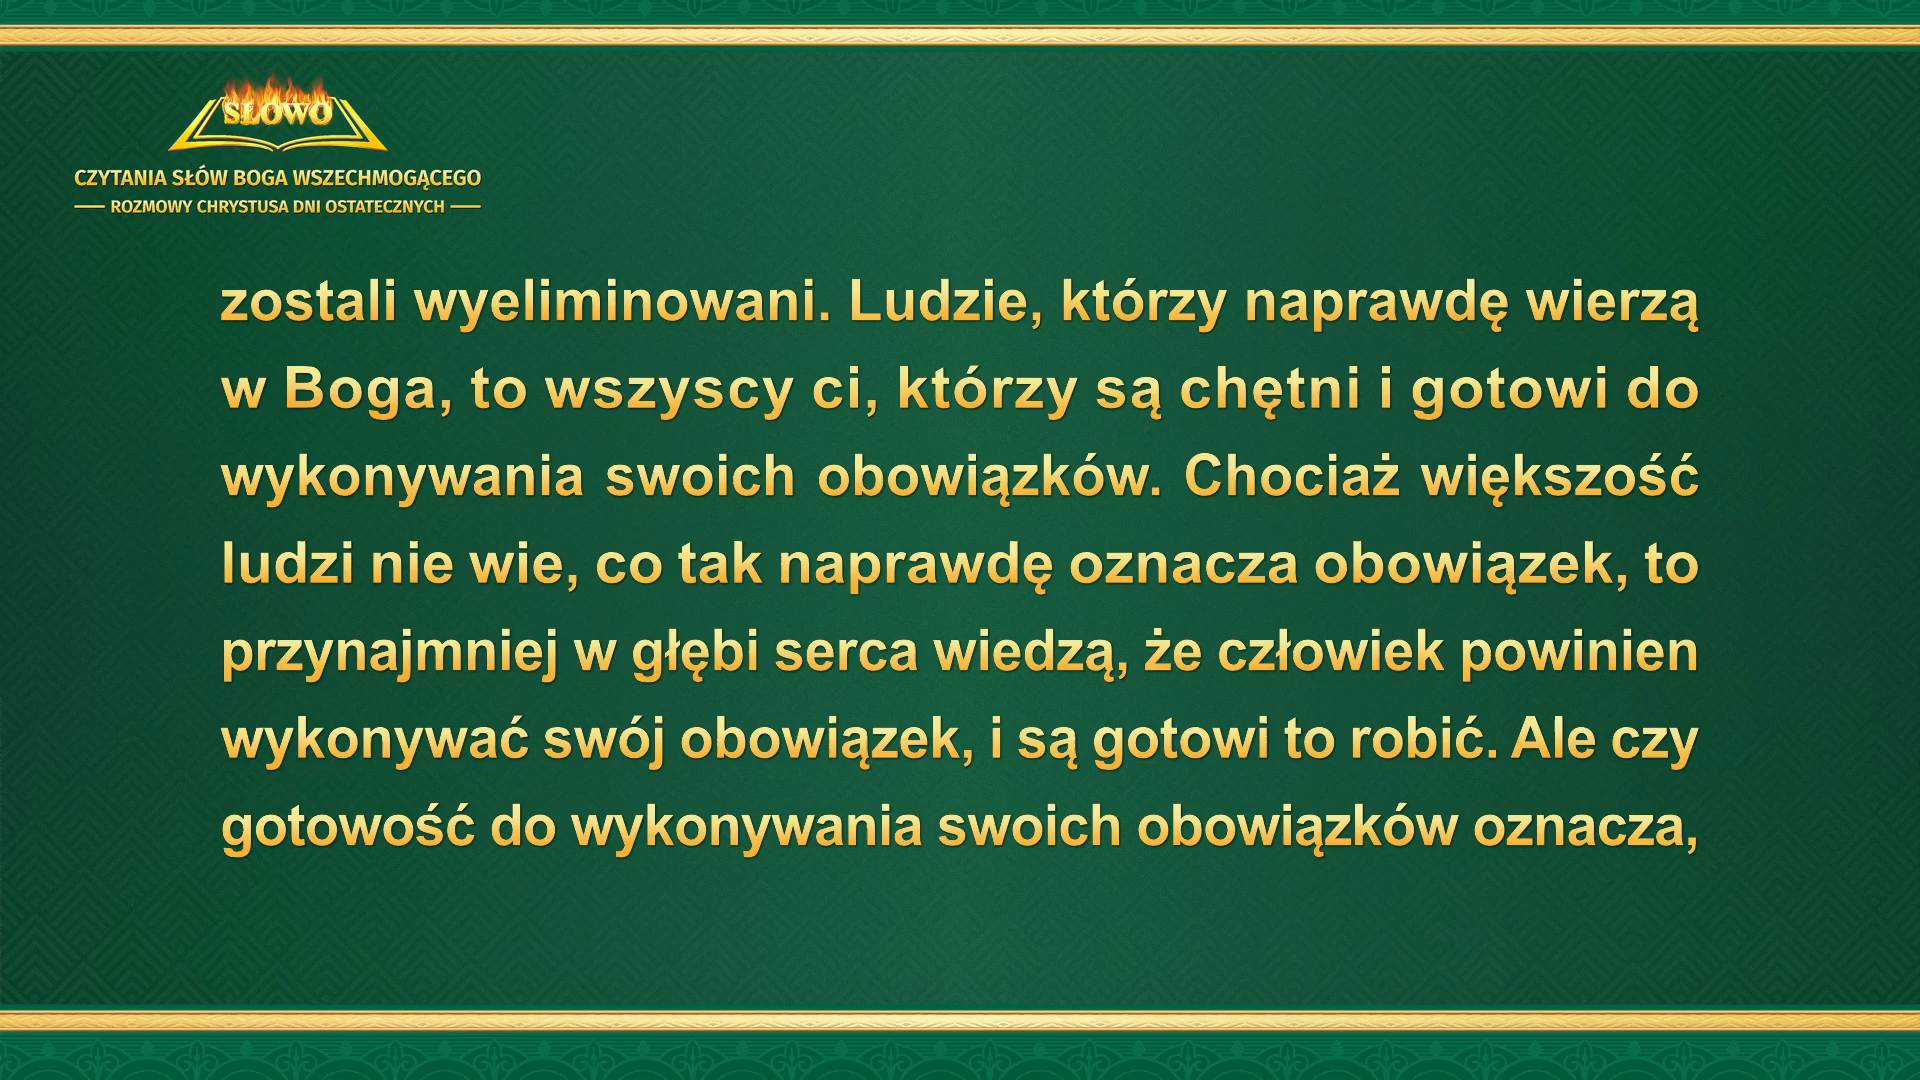 SŁOWO
CZYTANIA SŁÓW BOGA WSZECHMOGĄCEGO
ROZMOWY CHRYSTUSA DNI OSTATECZNYCH
zostali wyeliminowani. Ludzie, którzy naprawdę wierzą
w Boga, to wszyscy ci, którzy są chętni i gotowi do
wykonywania swoich obowiązków. Chociaż większość
ludzi nie wie, co tak naprawdę oznacza obowiązek, to
przynajmniej w głębi serca wiedzą, że człowiek powinien
wykonywać swój obowiązek, i są gotowi to robić. Ale czy
gotowość do wykonywania swoich obowiązków oznacza,